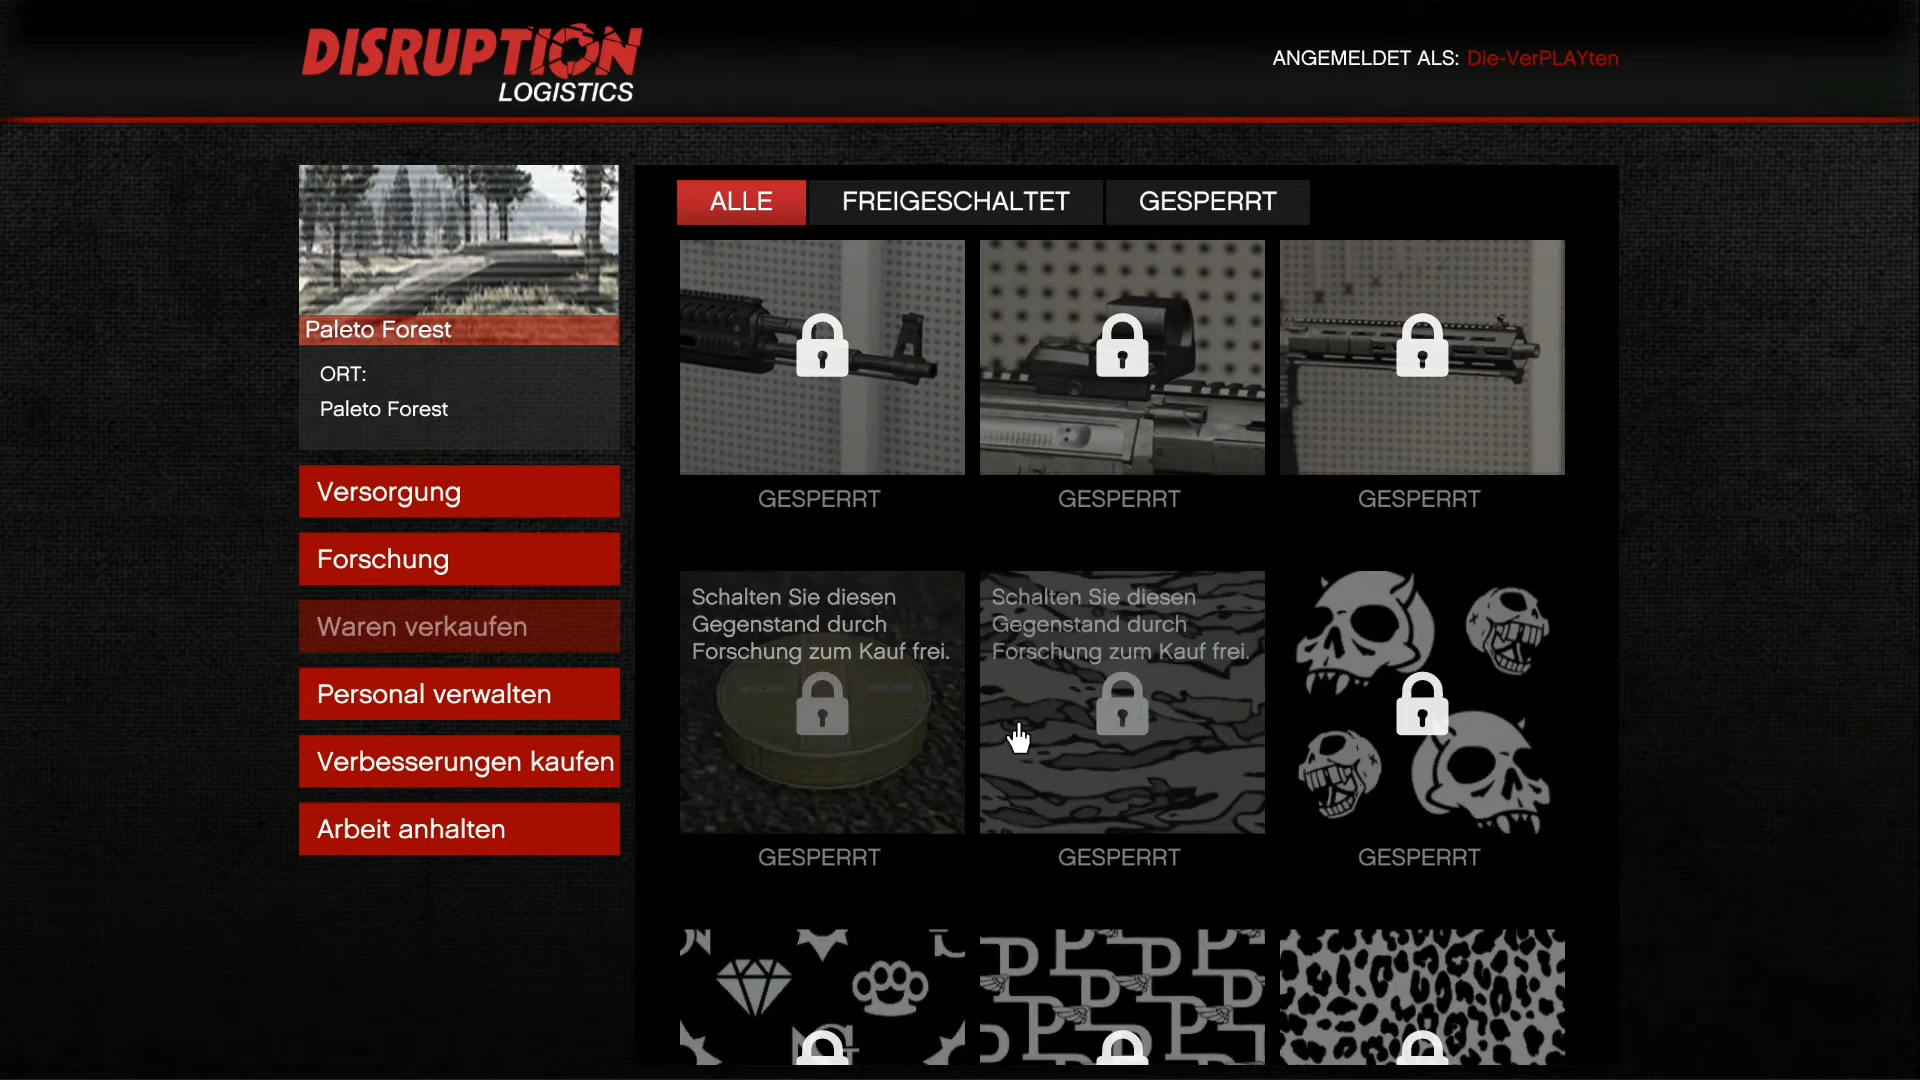 DISRUPTION
LOGISTICS
ANGEMELDET ALS: Die-VerPLAYten
Paleto Forest
ORT:
Paleto Forest
Versorgung
Forschung
Waren verkaufen
Personal verwalten
Verbesserungen kaufen
Arbeit anhalten
ALLE
FREIGESCHALTET
GESPERRT
GESPERRT
GESPERRT
GESPERRT
Schalten Sie diesen
Gegenstand durch
Forschung zum Kauf frei.
Schalten Sie diesen
Gegenstand durch
Forschung zum Kauf frei.
GESPERRT
GESPERRT
GESPERRT